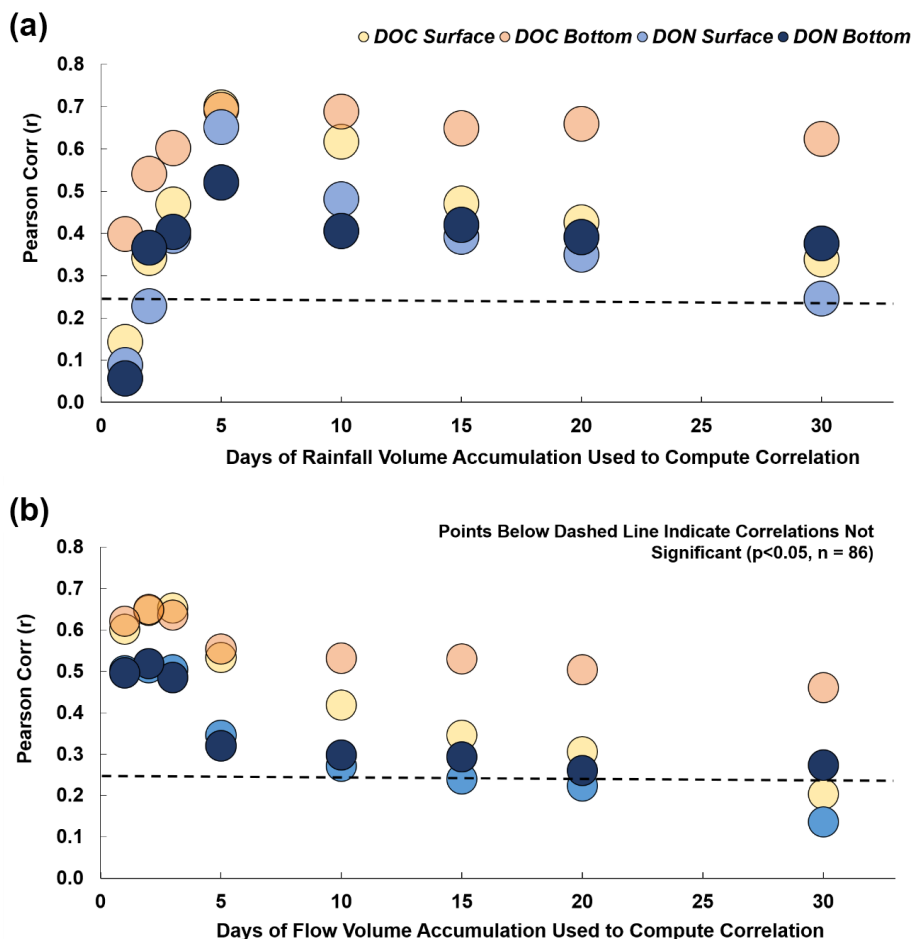 (a)
DOC Surface DOC Bottom DON Surface DON Bottom
0.8
0.7
0.6
0.5
0.4
0.3
0.2
0.1
0.0
Pearson Corr (r)
0 5 10 15 20 25 30
Days of Rainfall Volume Accumulation Used to Compute Correlation
(b)
Points Below Dashed Line Indicate Correlations Not
Significant (p<0.05, n = 86)
0.8
0.7
0.6
0.5
0.4
0.3
0.2
0.1
0.0
Pearson Corr (r)
0 5 10 15 20 25 30
Days of Flow Volume Accumulation Used to Compute Correlation